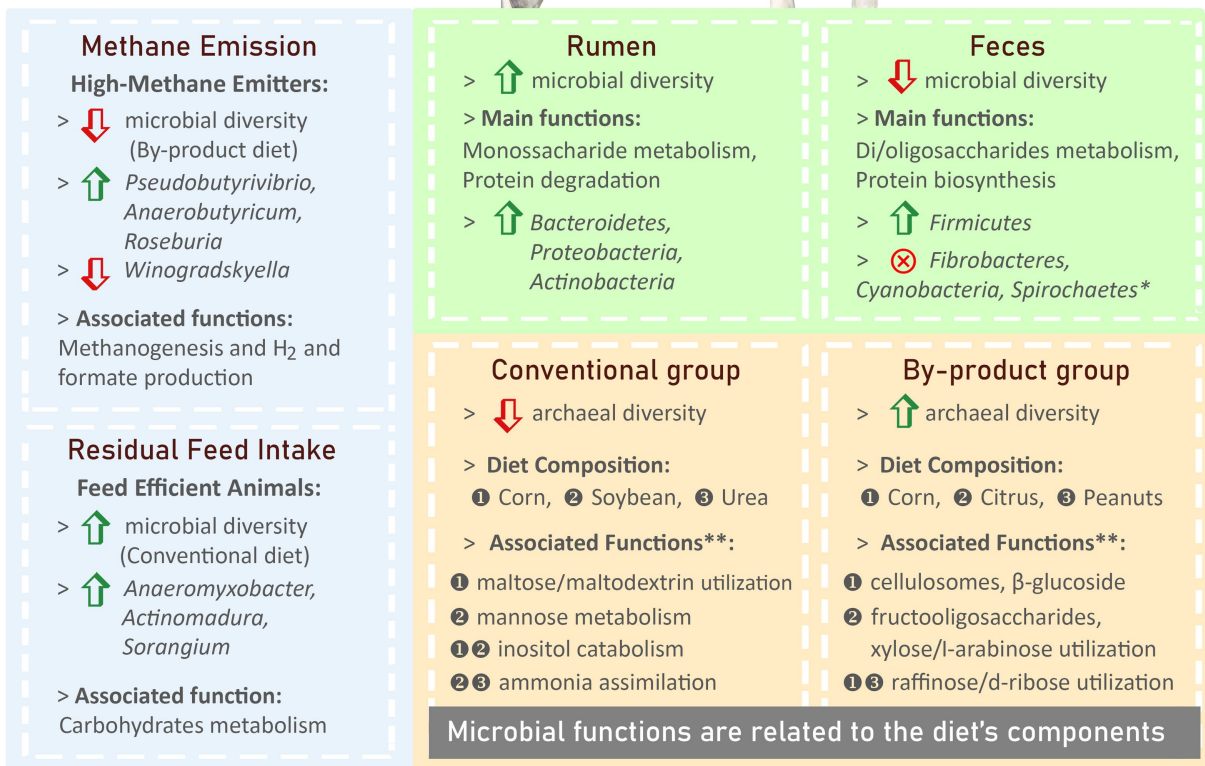 Methane Emission
High-Methane Emitters:
> microbial diversity
(By-product diet)
> Pseudobutyrivibrio,
Anaerobutyricum,
Roseburia
> Winogradskyella
> Associated functions:
Methanogenesis and H₂ and
formate production
Residual Feed Intake
Feed Efficient Animals:
> microbial diversity
(Conventional diet)
> Anaeromyxobacter,
Actinomadura,
Sorangium
> Associated function:
Carbohydrates metabolism
Rumen
> microbial diversity
> Main functions:
Monossacharide metabolism,
Protein degradation
> Bacteroidetes,
Proteobacteria,
Actinobacteria
Feces
> microbial diversity
> Main functions:
Di/oligosaccharides metabolism,
Protein biosynthesis
> Firmicutes
> Fibrobacteres,
Cyanobacteria, Spirochaetes*
Conventional group
> archaeal diversity
> Diet Composition:
❶ Corn, ❷ Soybean, ❸ Urea
> Associated Functions**:
❶ maltose/maltodextrin utilization
❷ mannose metabolism
❶❷ inositol catabolism
❷❸ ammonia assimilation
By-product group
> archaeal diversity
> Diet Composition:
❶ Corn, ❷ Citrus, ❸ Peanuts
> Associated Functions**:
❶ cellulosomes, β-glucoside
❷ fructooligosaccharides,
xylose/l-arabinose utilization
❶❸ raffinose/d-ribose utilization
Microbial functions are related to the diet's components